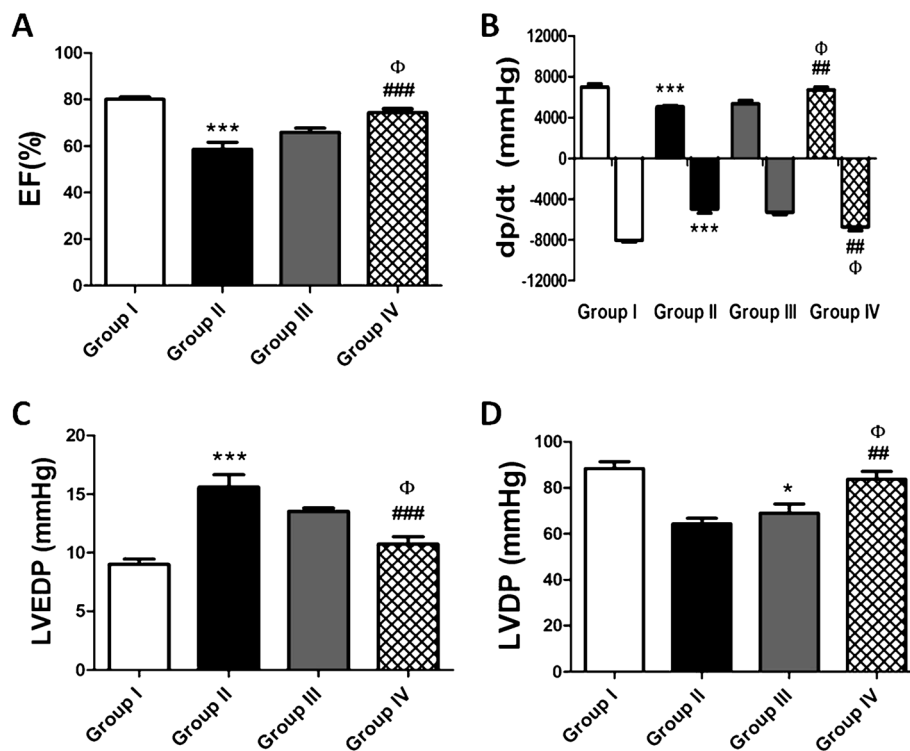 A
EF(%)
100
80
60
40
20
0
***
Φ
###
Group I
Group II
Group III
Group IV
B
dp/dt (mmHg)
12000
8000
4000
0
-4000
-8000
-12000
***
Φ
##
***
##
Φ
Group I
Group II
Group III
Group IV
C
LVEDP (mmHg)
20
15
10
5
0
***
Φ
###
Group I
Group II
Group III
Group IV
D
LVDP (mmHg)
100
80
60
40
20
0
*
Φ
##
Group I
Group II
Group III
Group IV